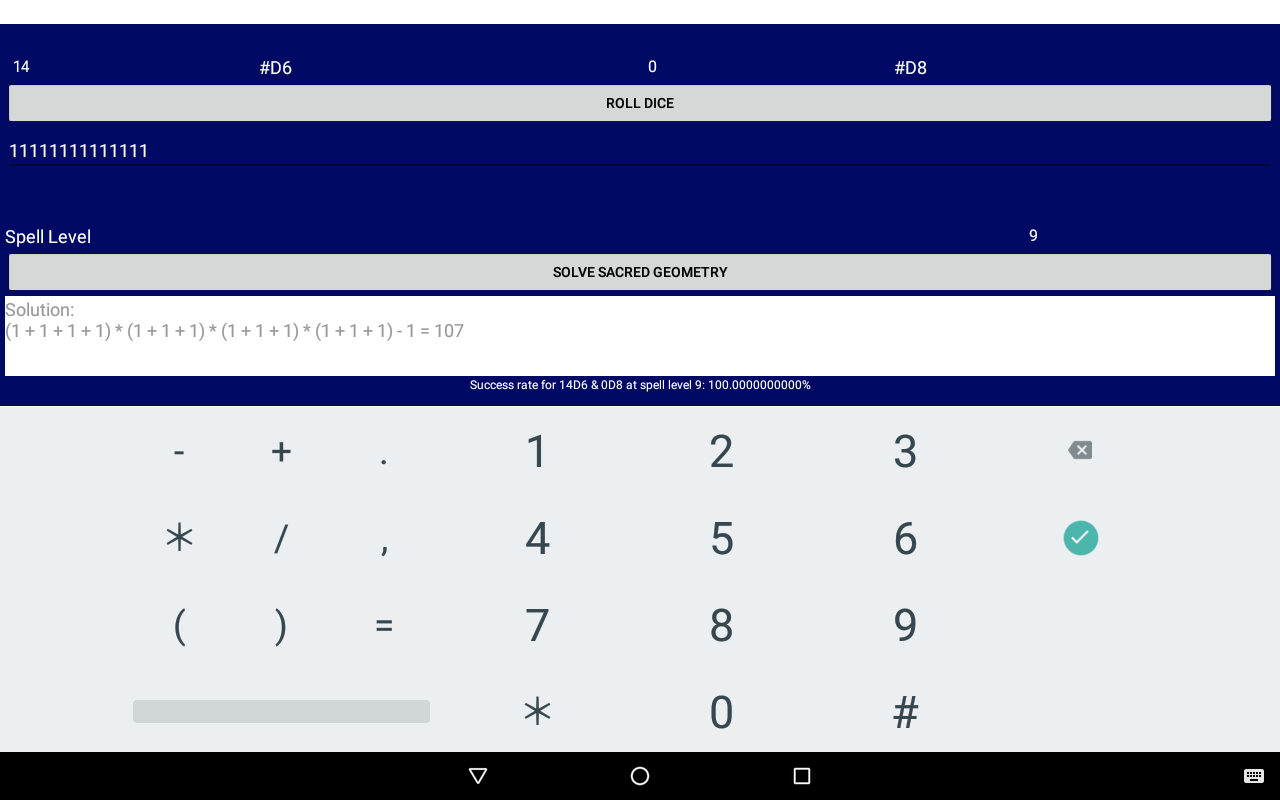 14 #D6 0 #D8
ROLL DICE
11111111111111
Spell Level 9
SOLVE SACRED GEOMETRY
Solution:
(1 + 1 + 1 + 1) * (1 + 1 + 1) * (1 + 1 + 1) * (1 + 1 + 1) - 1 = 107
Success rate for 14D6 & 0D8 at spell level 9: 100.0000000000%
- + . 1 2 3
* / , 4 5 6
( ) = 7 8 9
* 0 #